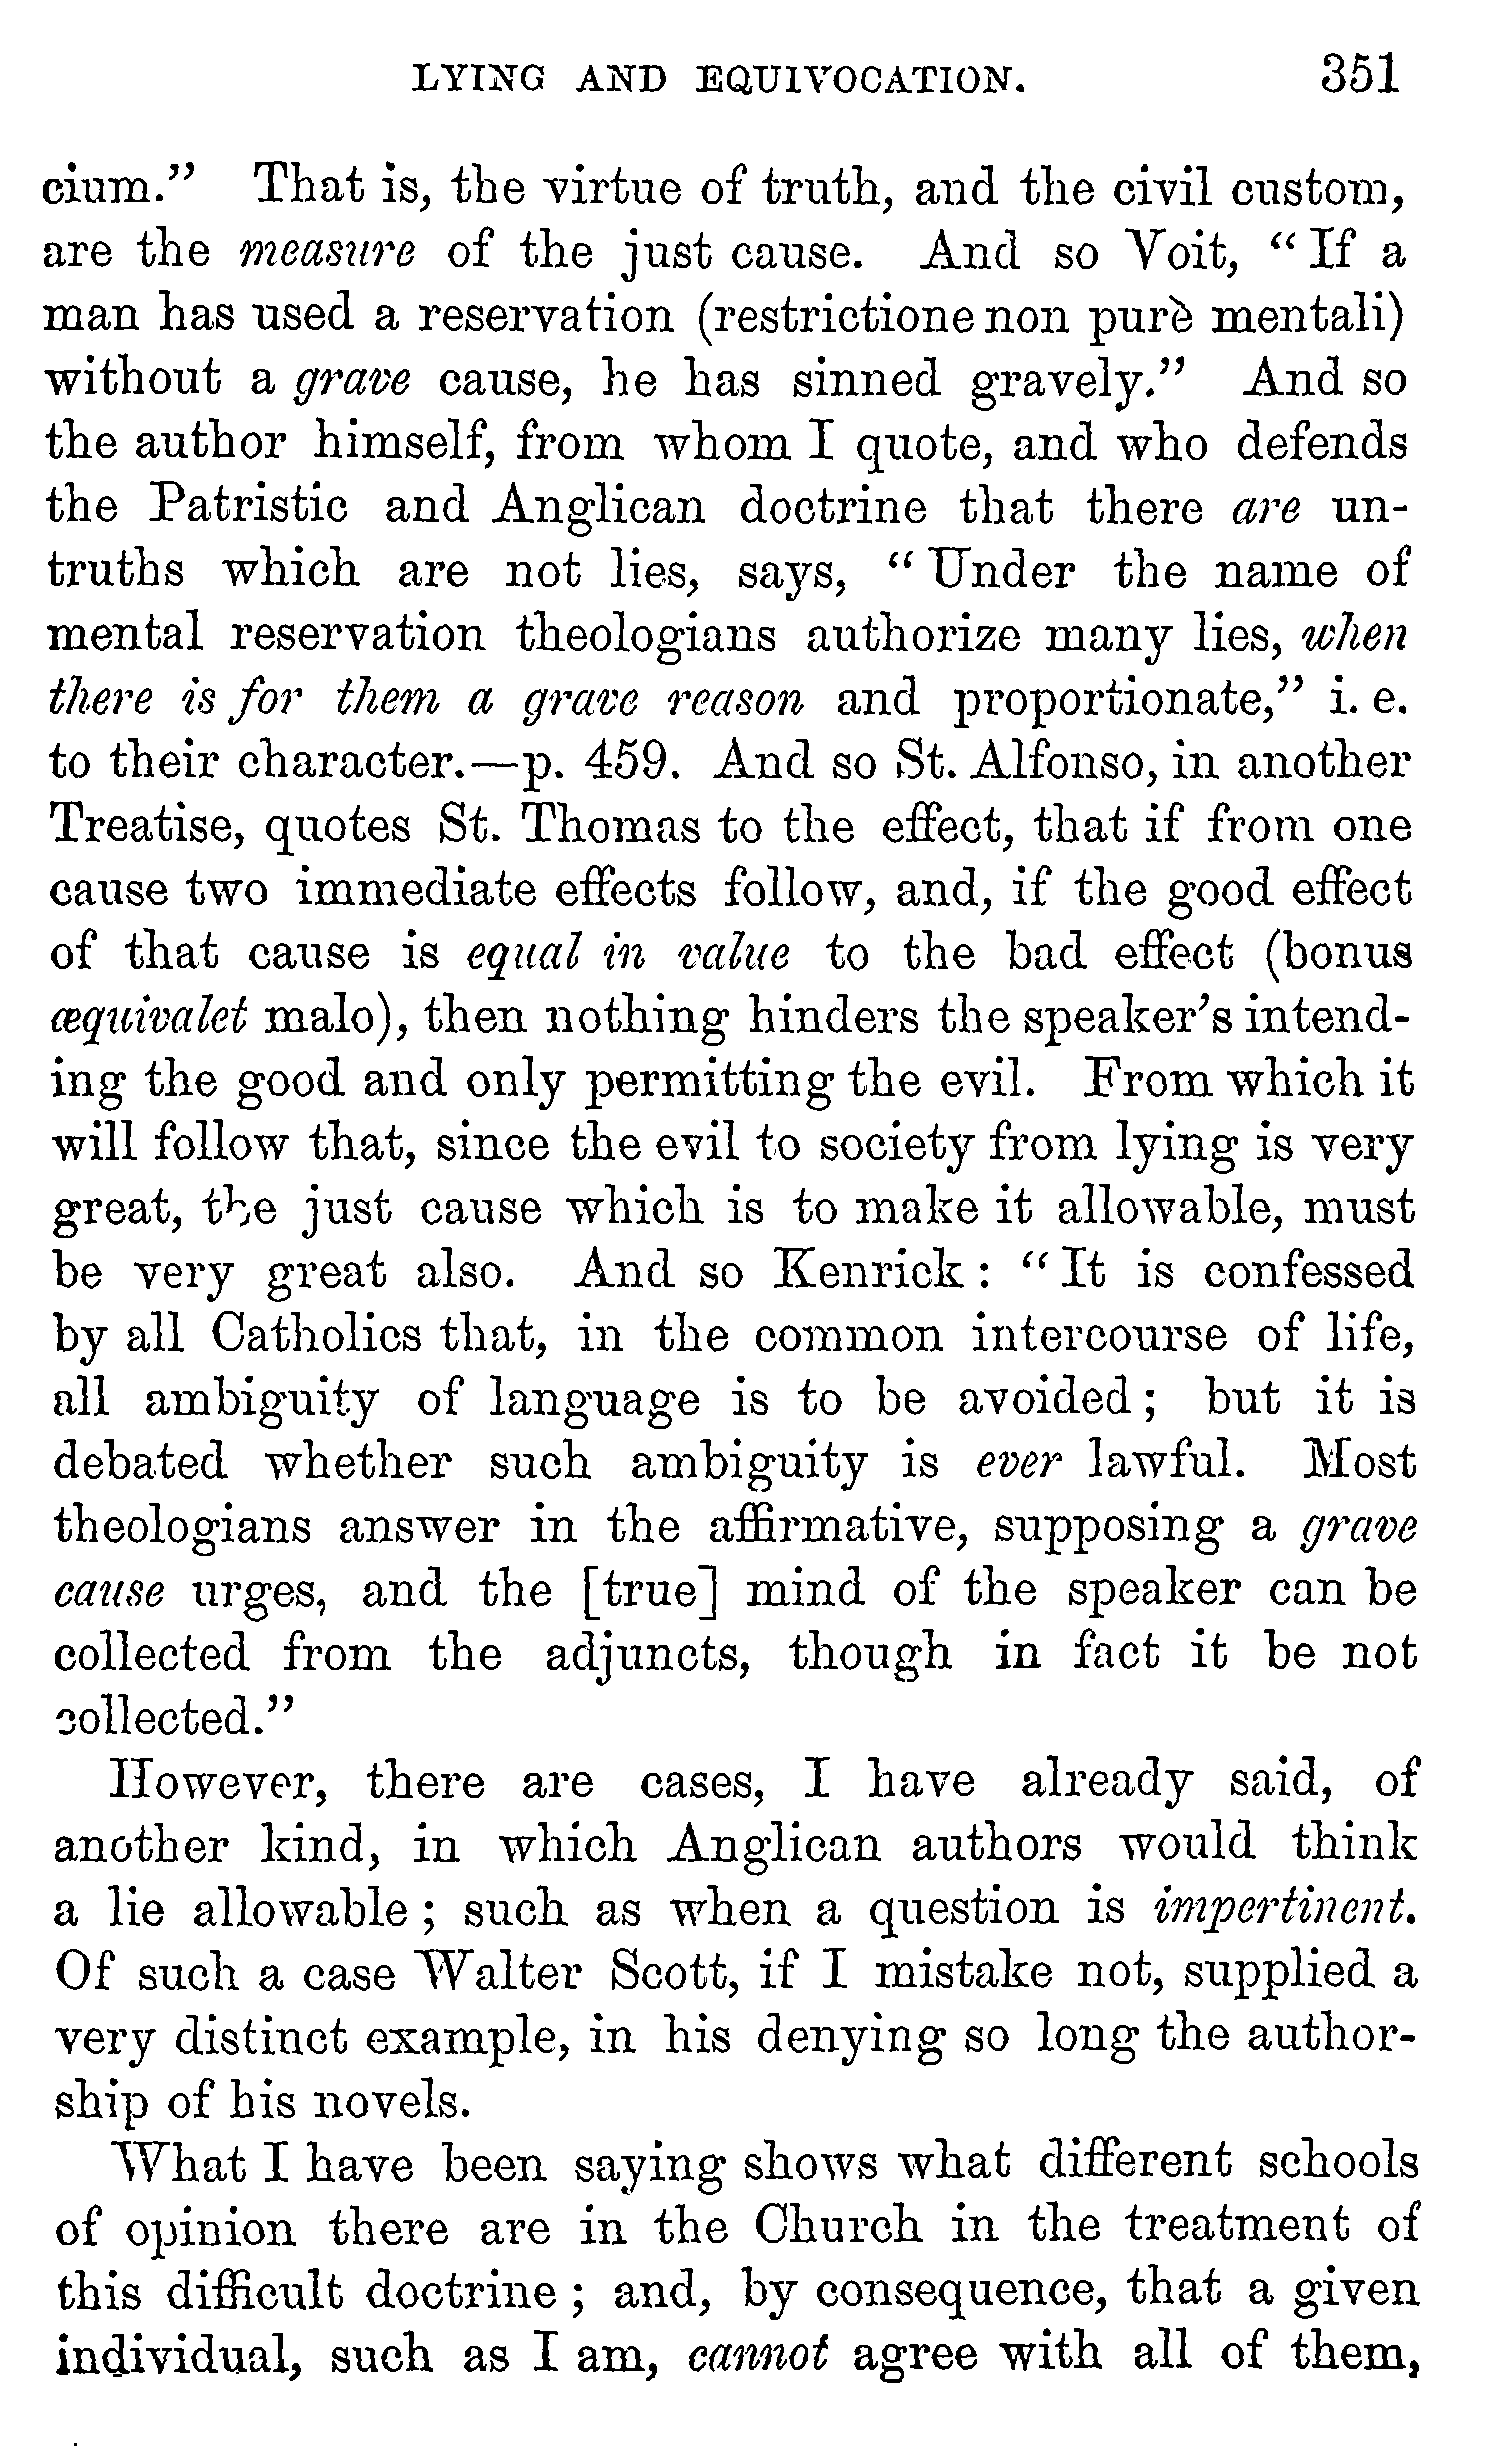 LYING AND EQUIVOCATION. 351
cium.” That is, the virtue of truth, and the civil custom,
are the measure of the just cause. And so Voit, “If a
man has used a reservation (restrictione non purè mentali)
without a grave cause, he has sinned gravely.” And so
the author himself, from whom I quote, and who defends
the Patristic and Anglican doctrine that there are un-
truths which are not lies, says, “Under the name of
mental reservation theologians authorize many lies, when
there is for them a grave reason and proportionate,” i. e.
to their character.—p. 459. And so St. Alfonso, in another
Treatise, quotes St. Thomas to the effect, that if from one
cause two immediate effects follow, and, if the good effect
of that cause is equal in value to the bad effect (bonus
æquivalet malo), then nothing hinders the speaker’s intend-
ing the good and only permitting the evil. From which it
will follow that, since the evil to society from lying is very
great, the just cause which is to make it allowable, must
be very great also. And so Kenrick: “It is confessed
by all Catholics that, in the common intercourse of life,
all ambiguity of language is to be avoided; but it is
debated whether such ambiguity is ever lawful. Most
theologians answer in the affirmative, supposing a grave
cause urges, and the [true] mind of the speaker can be
collected from the adjuncts, though in fact it be not
collected.”
However, there are cases, I have already said, of
another kind, in which Anglican authors would think
a lie allowable; such as when a question is impertinent.
Of such a case Walter Scott, if I mistake not, supplied a
very distinct example, in his denying so long the author-
ship of his novels.
What I have been saying shows what different schools
of opinion there are in the Church in the treatment of
this difficult doctrine; and, by consequence, that a given
individual, such as I am, cannot agree with all of them,